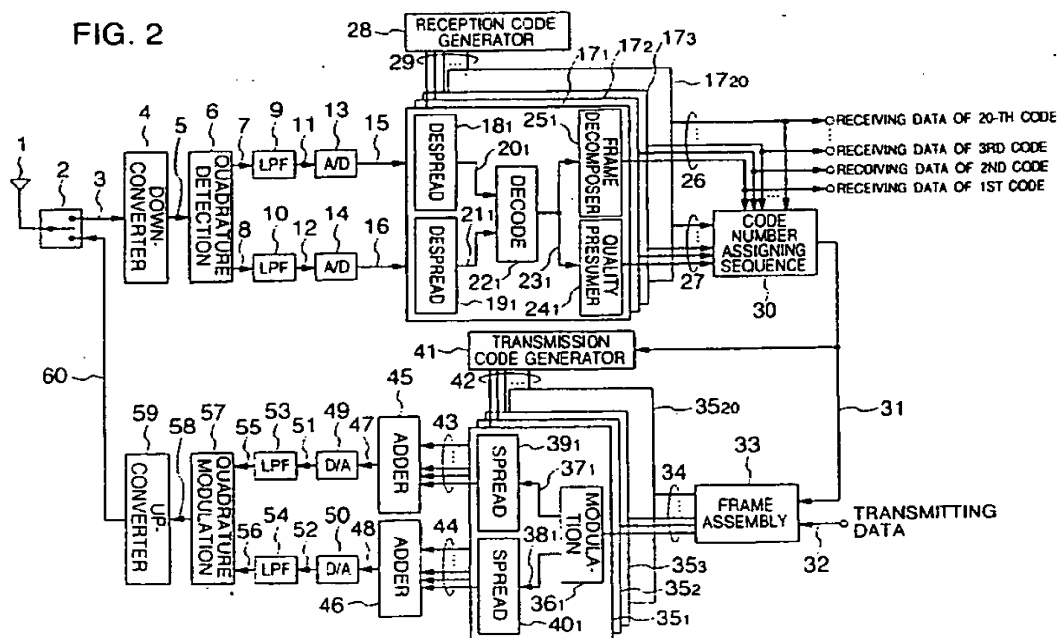 FIG. 2
28
RECEPTION CODE
GENERATOR
29
17₁
17₂
17₃
17₂₀
1
2
3
4
DOWN-
CONVERTER
5
6
QUADRATURE
DETECTION
7
8
9
LPF
10
LPF
11
12
13
A/D
14
A/D
15
16
DESPREAD
18₁
20₁
DESPREAD
19₁
21₁
DECODE
22₁
23₁
25₁
FRAME
DECOMPOSER
QUALITY
PRESUMER
24₁
26
27
RECEIVING DATA OF 20-TH CODE
RECEIVING DATA OF 3RD CODE
RECOIVING DATA OF 2ND CODE
RECEIVING DATA OF 1ST CODE
CODE
NUMBER
ASSIGNING
SEQUENCE
30
31
41
TRANSMISSION
CODE GENERATOR
42
35₂₀
60
59
UP-
CONVERTER
58
57
QUADRATURE
MODULATION
55
56
53
LPF
54
LPF
51
52
49
D/A
50
D/A
47
48
45
ADDER
46
ADDER
43
44
SPREAD
39₁
37₁
SPREAD
40₁
38₁
MODULA-
TION
36₁
35₁
35₂
35₃
34
33
FRAME
ASSEMBLY
32
TRANSMITTING
DATA